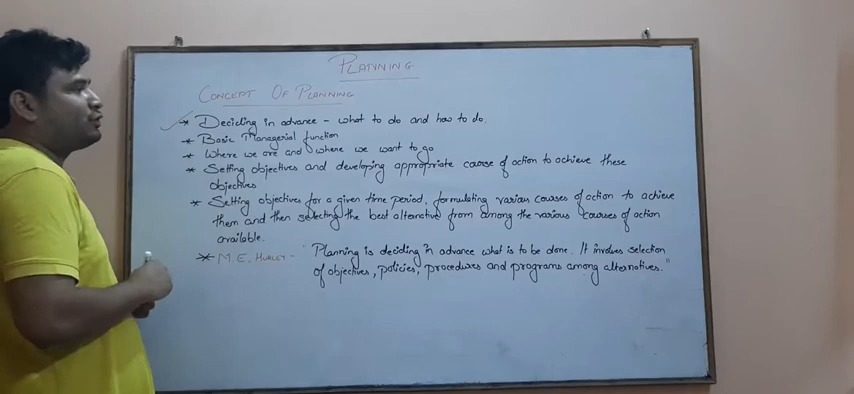 PLANNING
CONCEPT OF PLANNING
* Deciding in advance - what to do and how to do.
* Basic Managerial function
* Where we are and where we want to go
* Setting objectives and developing appropriate course of action to achieve these
objectives
* Setting objectives for a given time period, formulating various courses of action to achieve
them and then selecting the best alternative from among the various courses of action
available.
* M.E. HURLEY - "Planning is deciding in advance what is to be done. It involves selection
of objectives, policies, procedures and programs among alternatives."